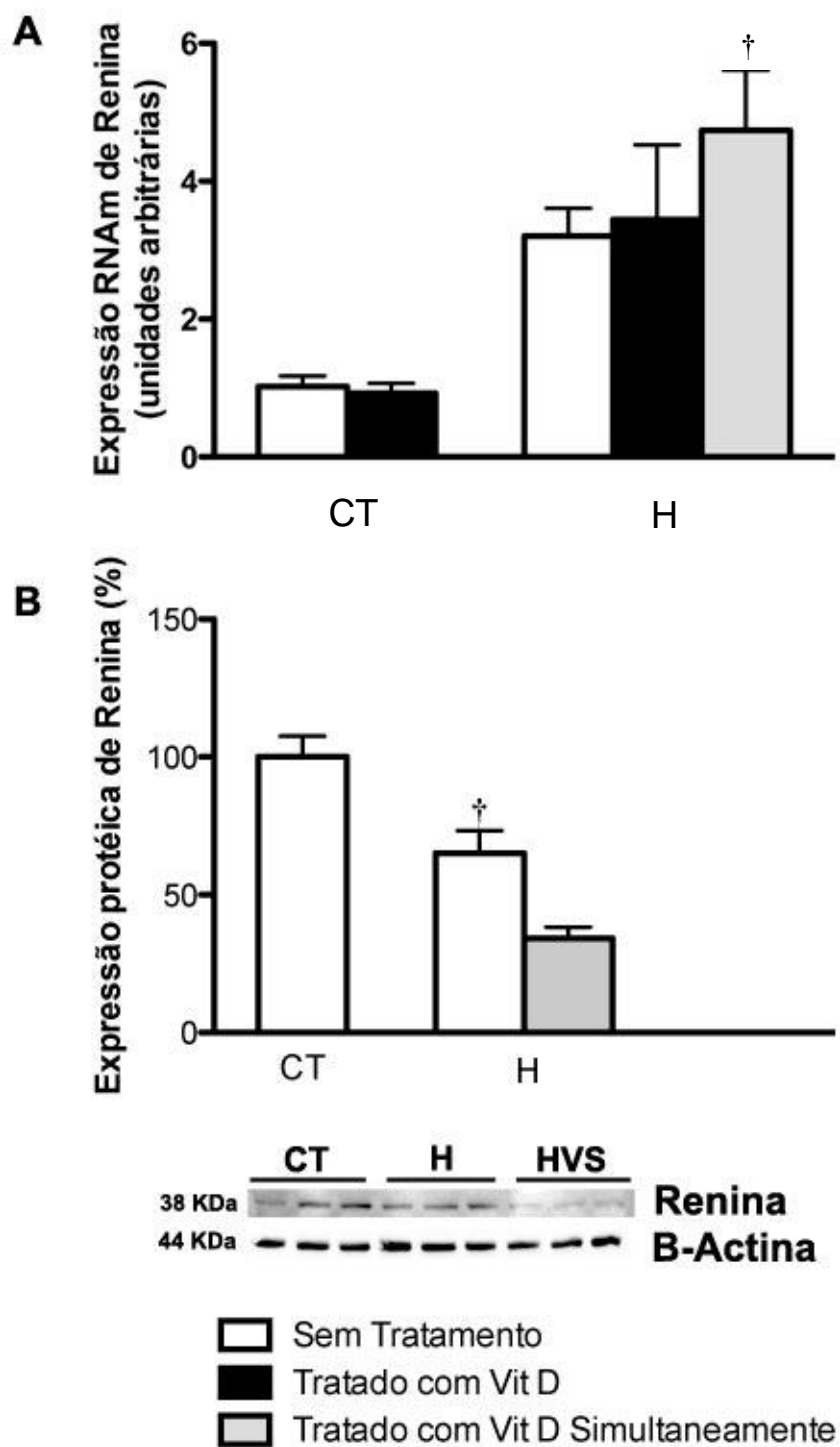 A
Expressão RNAm de Renina
(unidades arbitrárias)
6
4
2
0
†
CT H
B
Expressão protéica de Renina (%)
150
100
50
0
†
CT H
CT H HVS
38 KDa Renina
44 KDa B-Actina
Sem Tratamento
Tratado com Vit D
Tratado com Vit D Simultaneamente